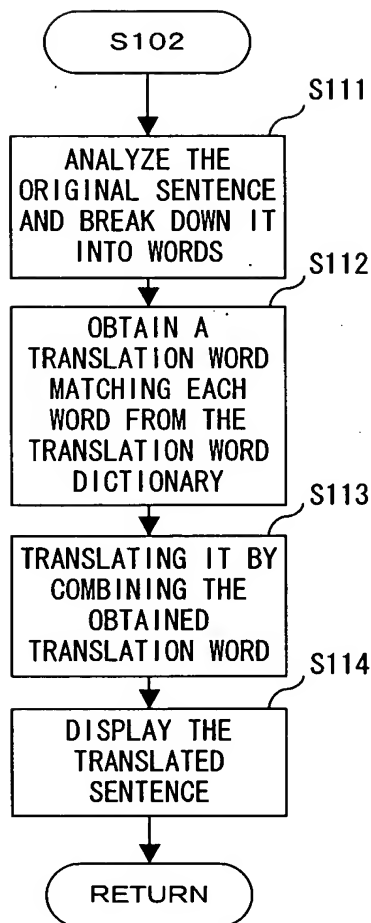 S102
S111
ANALYZE THE
ORIGINAL SENTENCE
AND BREAK DOWN IT
INTO WORDS
S112
OBTAIN A
TRANSLATION WORD
MATCHING EACH
WORD FROM THE
TRANSLATION WORD
DICTIONARY
S113
TRANSLATING IT BY
COMBINING THE
OBTAINED
TRANSLATION WORD
S114
DISPLAY THE
TRANSLATED
SENTENCE
RETURN